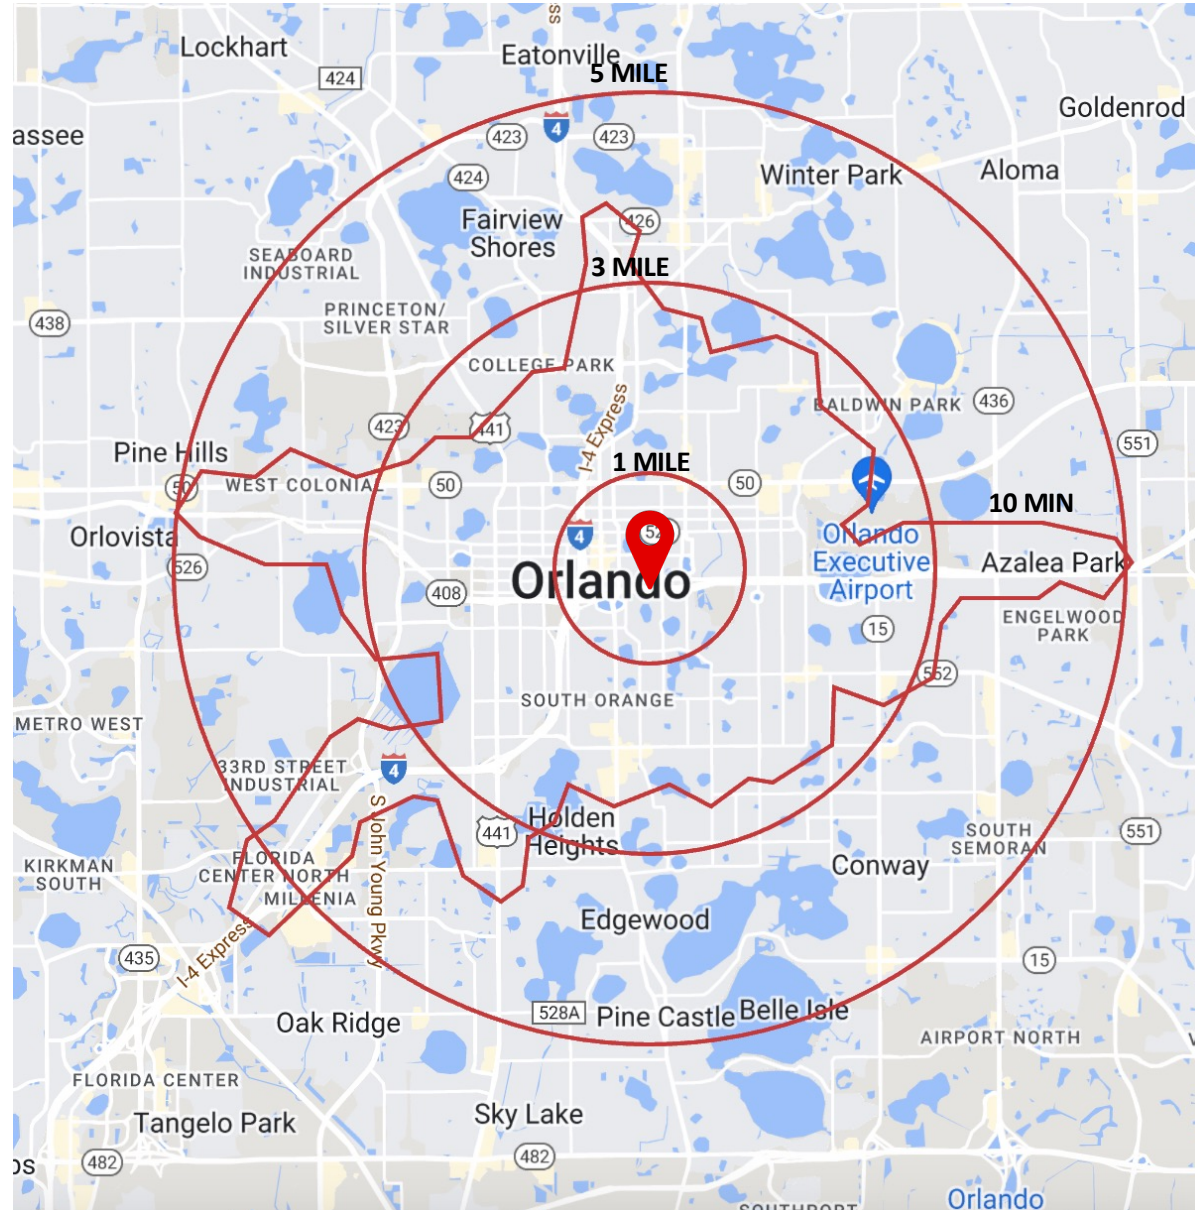 SS
Lockhart
Eatonville
5 MILE
424
Goldenrod
4
423
423
assee
Aloma
Winter Park
424
Fairview
Shores
426
SEABOARD
INDUSTRIAL
3 MILE
PRINCETON/
SILVER STAR
438
COLLEGE PARK
I-4 Express
BALDWIN PARK
436
423
441
551
Pine Hills
1 MILE
50
WEST COLONIAL
50
50
10 MIN
Orlovista
4
52
Orlando
Executive
Airport
Azalea Park
526
Orlando
408
ENGELWOOD
PARK
15
552
SOUTH ORANGE
METRO WEST
33RD STREET
INDUSTRIAL
4
S John Young Pkwy
Holden
Heights
441
SOUTH
SEMORAN
551
KIRKMAN
SOUTH
FLORIDA
CENTER NORTH
Conway
MILLENIA
Edgewood
I-4 Express
435
15
528A
Pine Castle
Belle Isle
Oak Ridge
AIRPORT NORTH
FLORIDA CENTER
Tangelo Park
Sky Lake
482
482
Orlando
SOUTHPORT